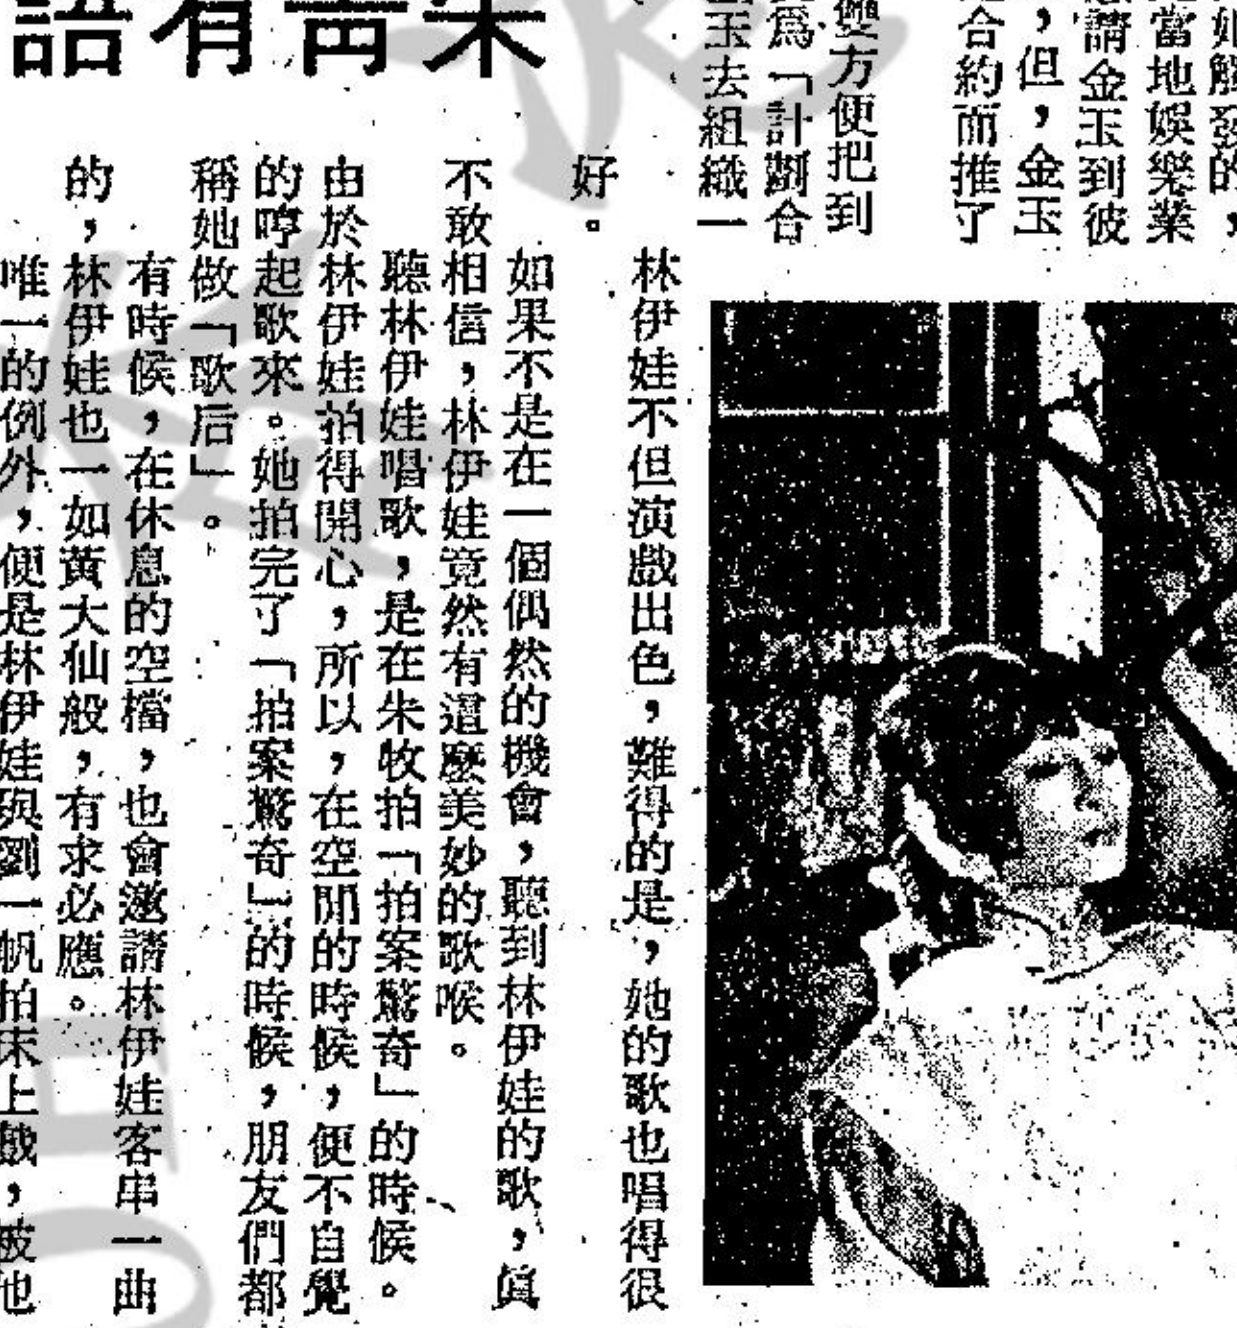 語有靑朱
方便把到
爲「計劃合
玉去組織一
當地娛樂業
請金玉到彼
，但，金玉
合約而推了
林伊娃不但演戲出色，難得的是，她的歌也唱得很
好。
如果不是在一個偶然的機會，聽到林伊娃的歌，眞
不敢相信，林伊娃竟然有這麼美妙的歌喉。
聽林伊娃唱歌，是在朱牧拍「拍案驚奇」的時候。
由於林伊娃拍得開心，所以，在空閒的時候，便不自覺
的哼起歌來。她拍完了「拍案驚奇」的時候，朋友們都
稱她做「歌后」。
有時候，在休息的空檔，也會邀請林伊娃客串一曲
的，林伊娃也一如黃大仙般，有求必應。
唯一的例外，便是林伊娃與劉一帆拍床上戲，被他